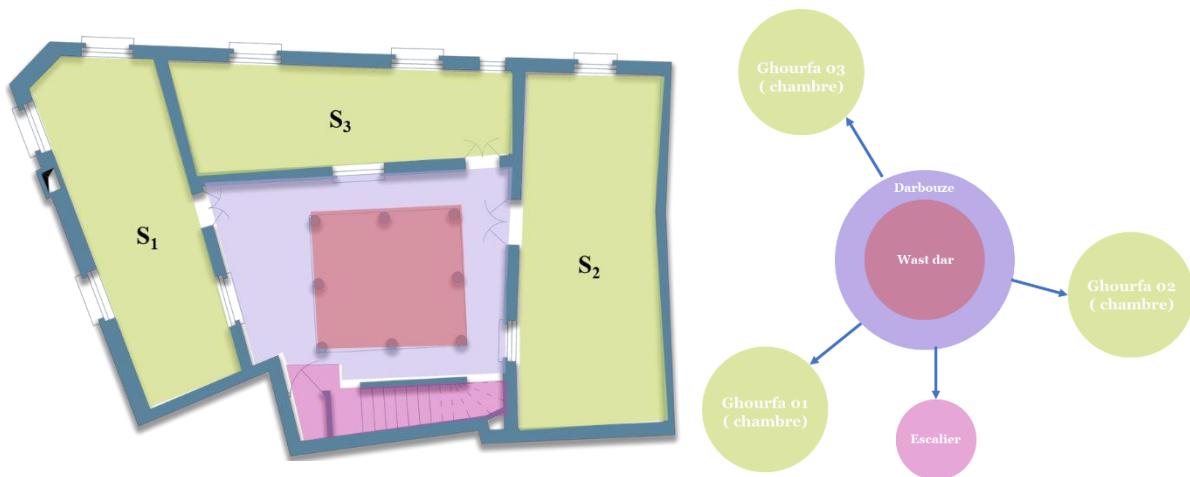 S₃
S₁
S₂
Ghourfa 03
( chambre)
Darbouze
Wast dar
Ghourfa 02
( chambre)
Ghourfa 01
( chambre)
Escalier